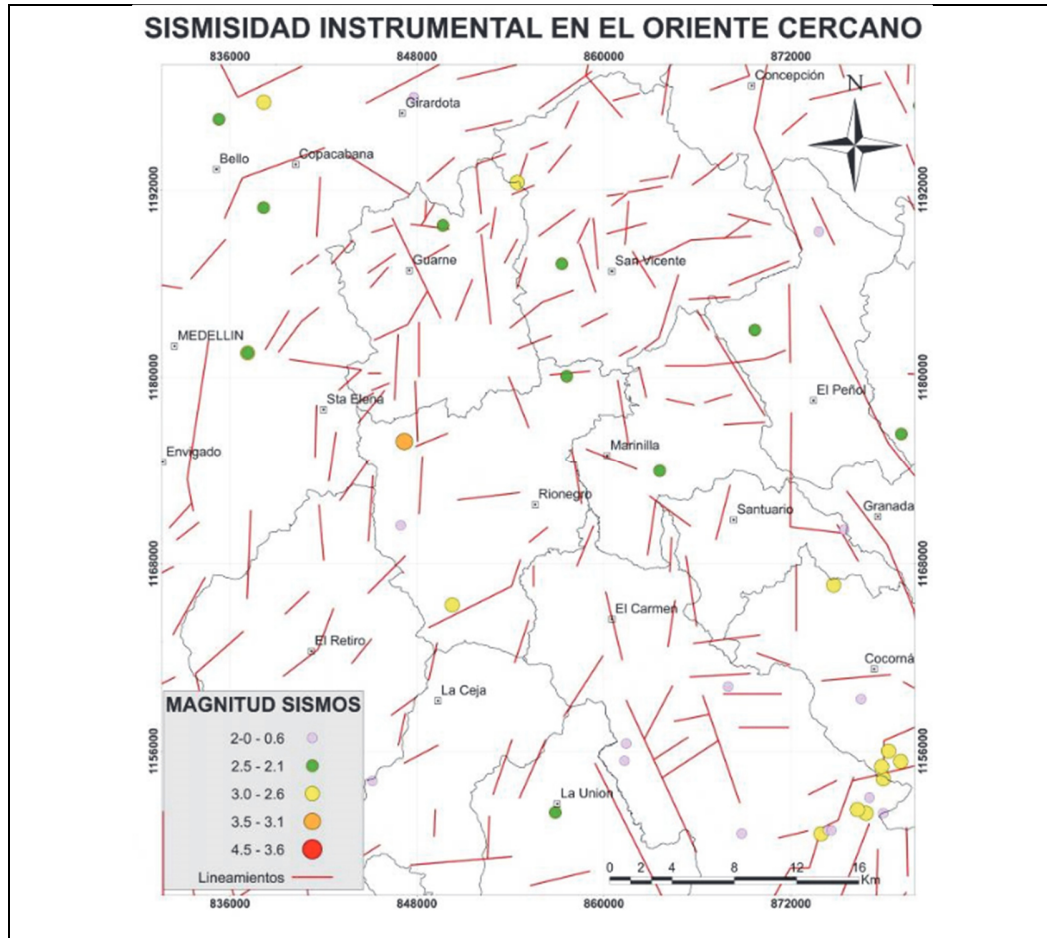 SISMISIDAD INSTRUMENTAL EN EL ORIENTE CERCANO
836000 848000 860000 872000
Concepción
N
Girardota
Bello
Copacabana
1192000 1192000
Guarne
San Vicente
MEDELLIN
1180000 1180000
El Peñol
Sta Elena
Marinilla
Envigado
Rionegro
Santuario
Granada
1168000 1168000
El Carmen
El Retiro
Cocorná
La Ceja
MAGNITUD SISMOS
2-0 - 0.6
2.5 - 2.1
3.0 - 2.6
3.5 - 3.1
4.5 - 3.6
Lineamientos
1156000 1156000
La Union
0 2 4 8 12 16
Km
836000 848000 860000 872000